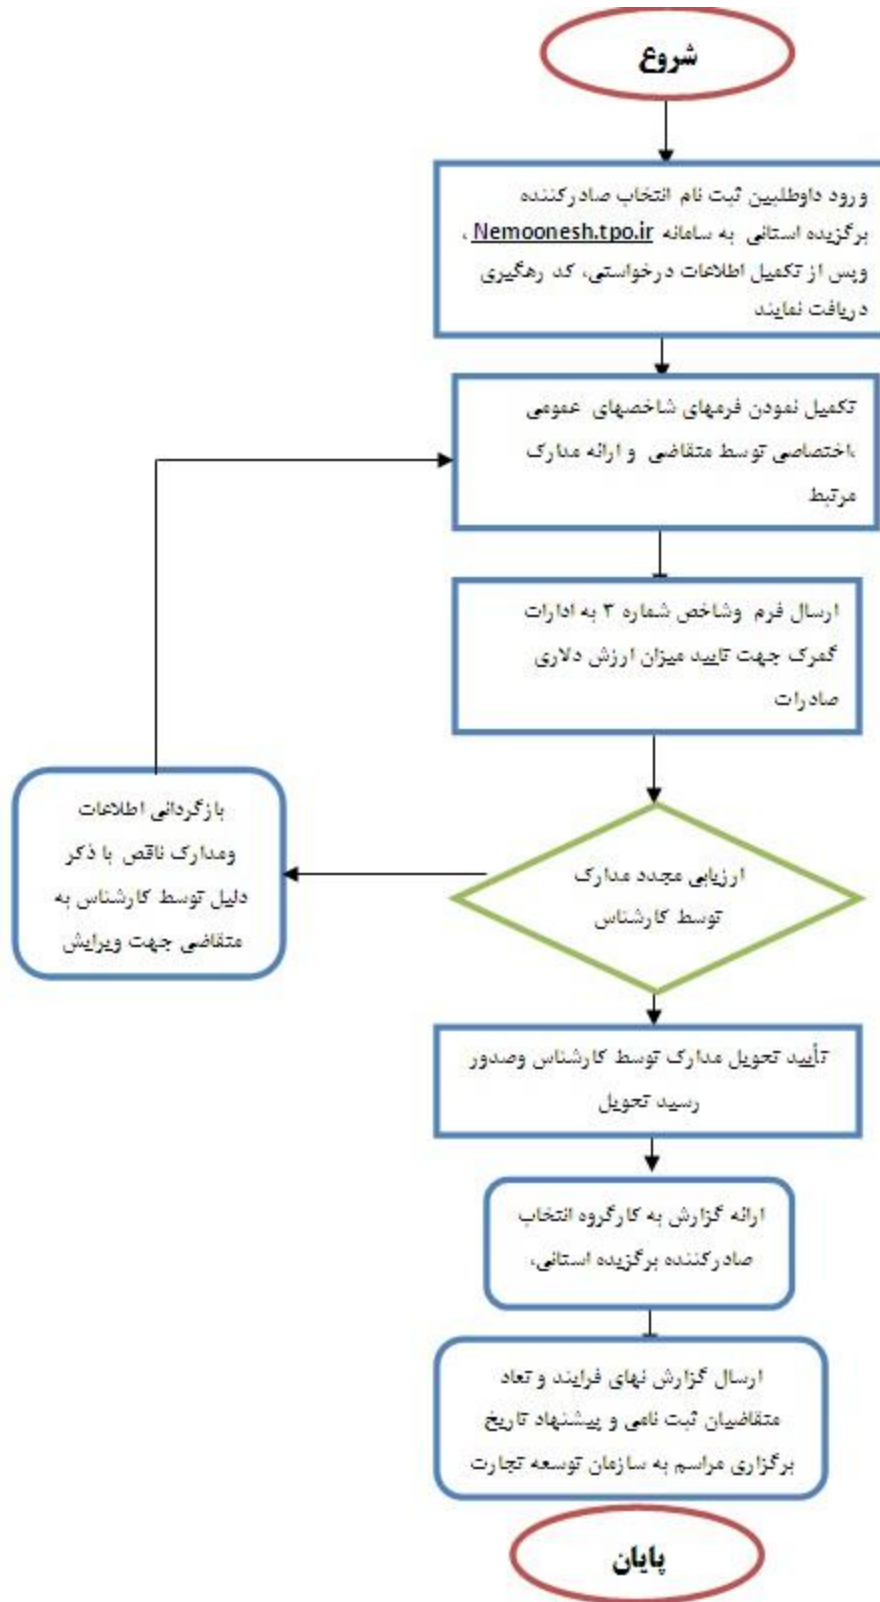 شروع
ورود داوطلبین ثبت نام انتخاب صادرکننده
برگزیده استانی به سامانه Nemoonesh.tpo.ir ،
وپس از تکمیل اطلاعات درخواستی، کد رهگیری
دریافت نمایند
تکمیل نمودن فرمهای شاخصهای عمومی
،اختصاصی توسط متقاضی و ارائه مدارک
مرتبط
ارسال فرم وشاخص شماره ۳ به ادارات
گمرک جهت تایید میزان ارزش دلاری
صادرات
ارزیابی مجدد مدارک
توسط کارشناس
بازگردانی اطلاعات
ومدارک ناقص با ذکر
دلیل توسط کارشناس به
متقاضی جهت ویرایش
تأیید تحویل مدارک توسط کارشناس وصدور
رسید تحویل
ارائه گزارش به کارگروه انتخاب
صادرکننده برگزیده استانی،
ارسال گزارش نهای فرایند و تعاد
متقاضیان ثبت نامی و پیشنهاد تاریخ
برگزاری مراسم به سازمان توسعه تجارت
پایان